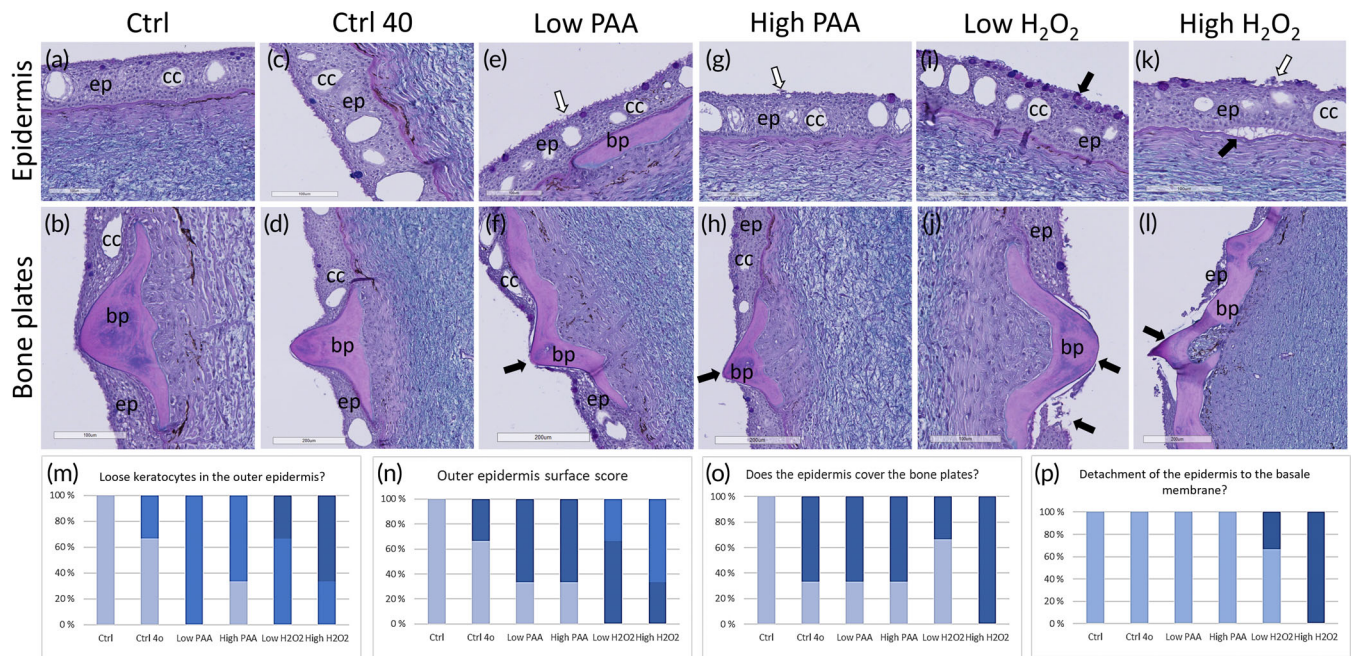 Ctrl Ctrl 40 Low PAA High PAA Low H₂O₂ High H₂O₂
Epidermis
(a) ep cc
(c) cc ep
(e) cc ep bp
(g) ep cc
(i) cc ep
(k) ep cc
Bone plates
(b) cc bp ep
100um
(d) cc bp ep
200um
(f) cc bp ep
200um
(h) ep cc bp
200um
(j) ep bp
100um
(l) ep bp
200um
(m) Loose keratocytes in the outer epidermis?
100 %
80 %
60 %
40 %
20 %
0 %
Ctrl Ctrl 4o Low PAA High PAA Low H2O2 High H2O2
(n) Outer epidermis surface score
100 %
80 %
60 %
40 %
20 %
0 %
Ctrl Ctrl 4o Low PAA High PAA Low H2O2 High H2O2
(o) Does the epidermis cover the bone plates?
100 %
80 %
60 %
40 %
20 %
0 %
Ctrl Ctrl 4o Low PAA High PAA Low H2O2 High H2O2
(p) Detachment of the epidermis to the basale
membrane?
100 %
80 %
60 %
40 %
20 %
0 %
Ctrl Ctrl 4o Low PAA High PAA Low H2O2 High H2O2